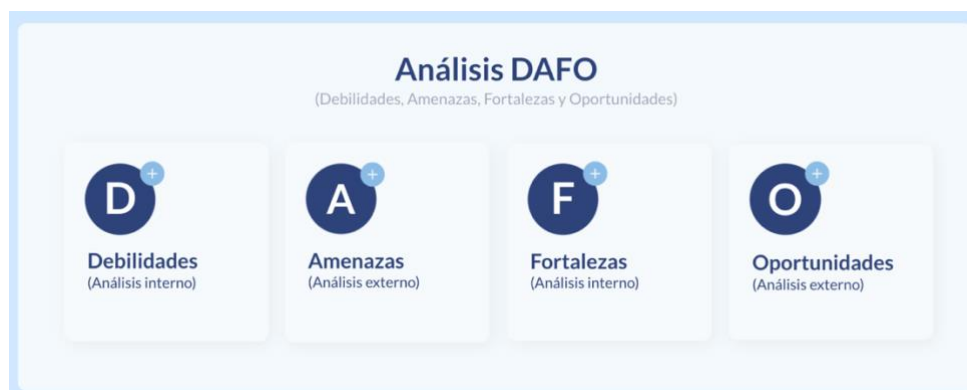 Análisis DAFO
(Debilidades, Amenazas, Fortalezas y Oportunidades)
D
+
Debilidades
(Análisis interno)
A
+
Amenazas
(Análisis externo)
F
+
Fortalezas
(Análisis interno)
O
+
Oportunidades
(Análisis externo)